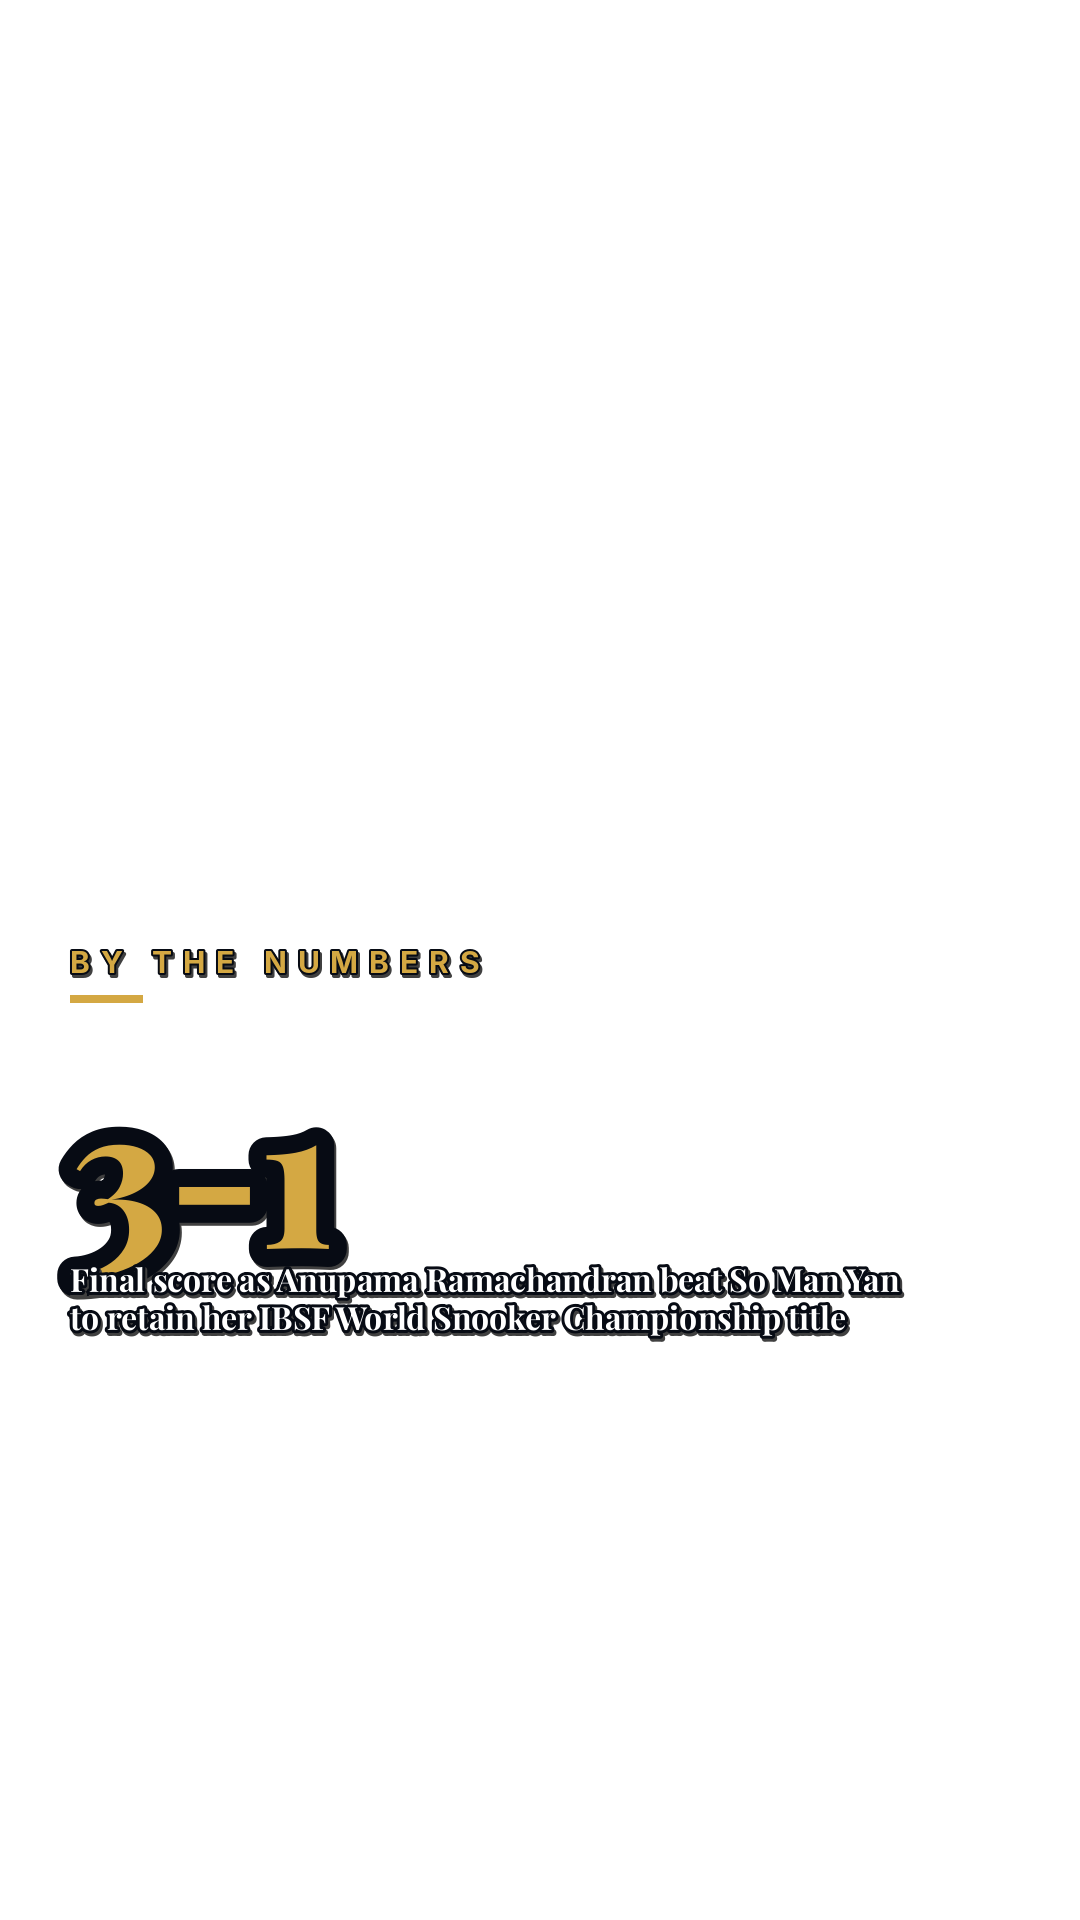 BY THE NUMBERS
3–1
Final score as Anupama Ramachandran beat So Man Yan
to retain her IBSF World Snooker Championship title